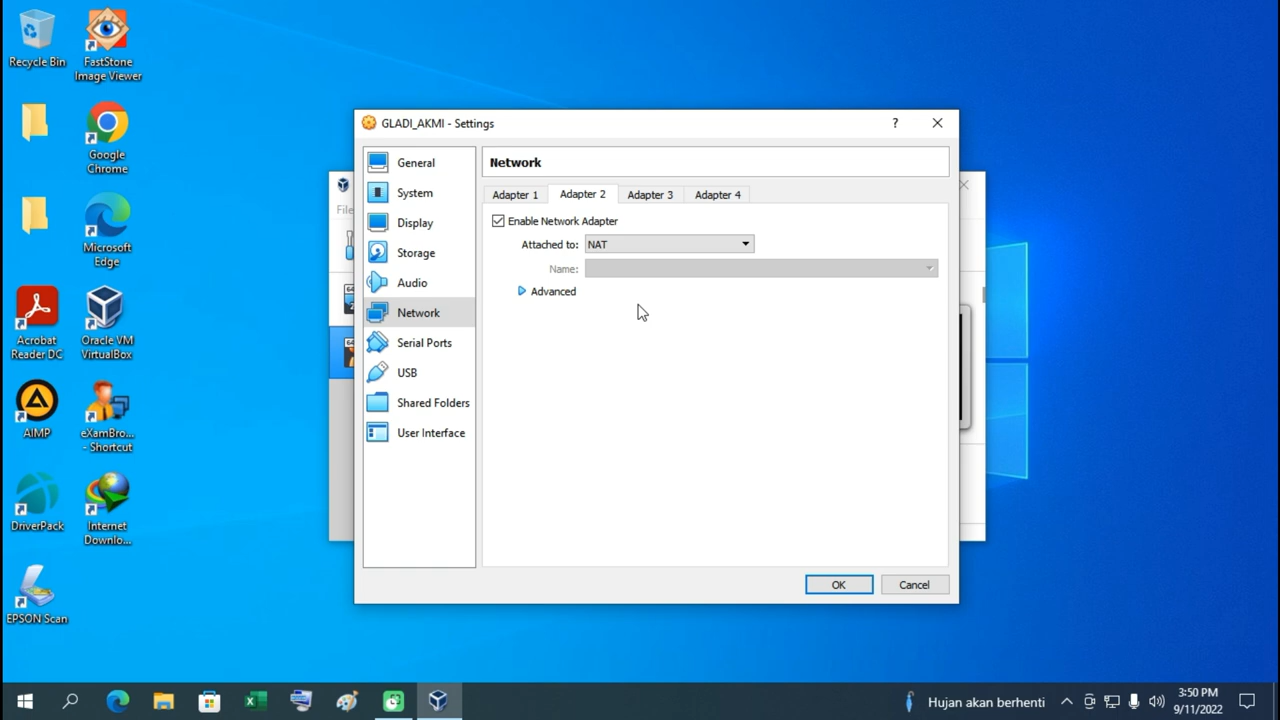 Recycle Bin
FastStone
Image Viewer
Google
Chrome
Microsoft
Edge
Acrobat
Reader DC
Oracle VM
VirtualBox
AIMP
eXamBro...
- Shortcut
DriverPack
Internet
Downlo...
EPSON Scan
File
GLADI_AKMI - Settings
?
General
System
Display
Storage
Audio
Network
Serial Ports
USB
Shared Folders
User Interface
Network
Adapter 1
Adapter 2
Adapter 3
Adapter 4
Enable Network Adapter
Attached to: NAT
Name:
Advanced
OK
Cancel
Hujan akan berhenti
3:50 PM
9/11/2022